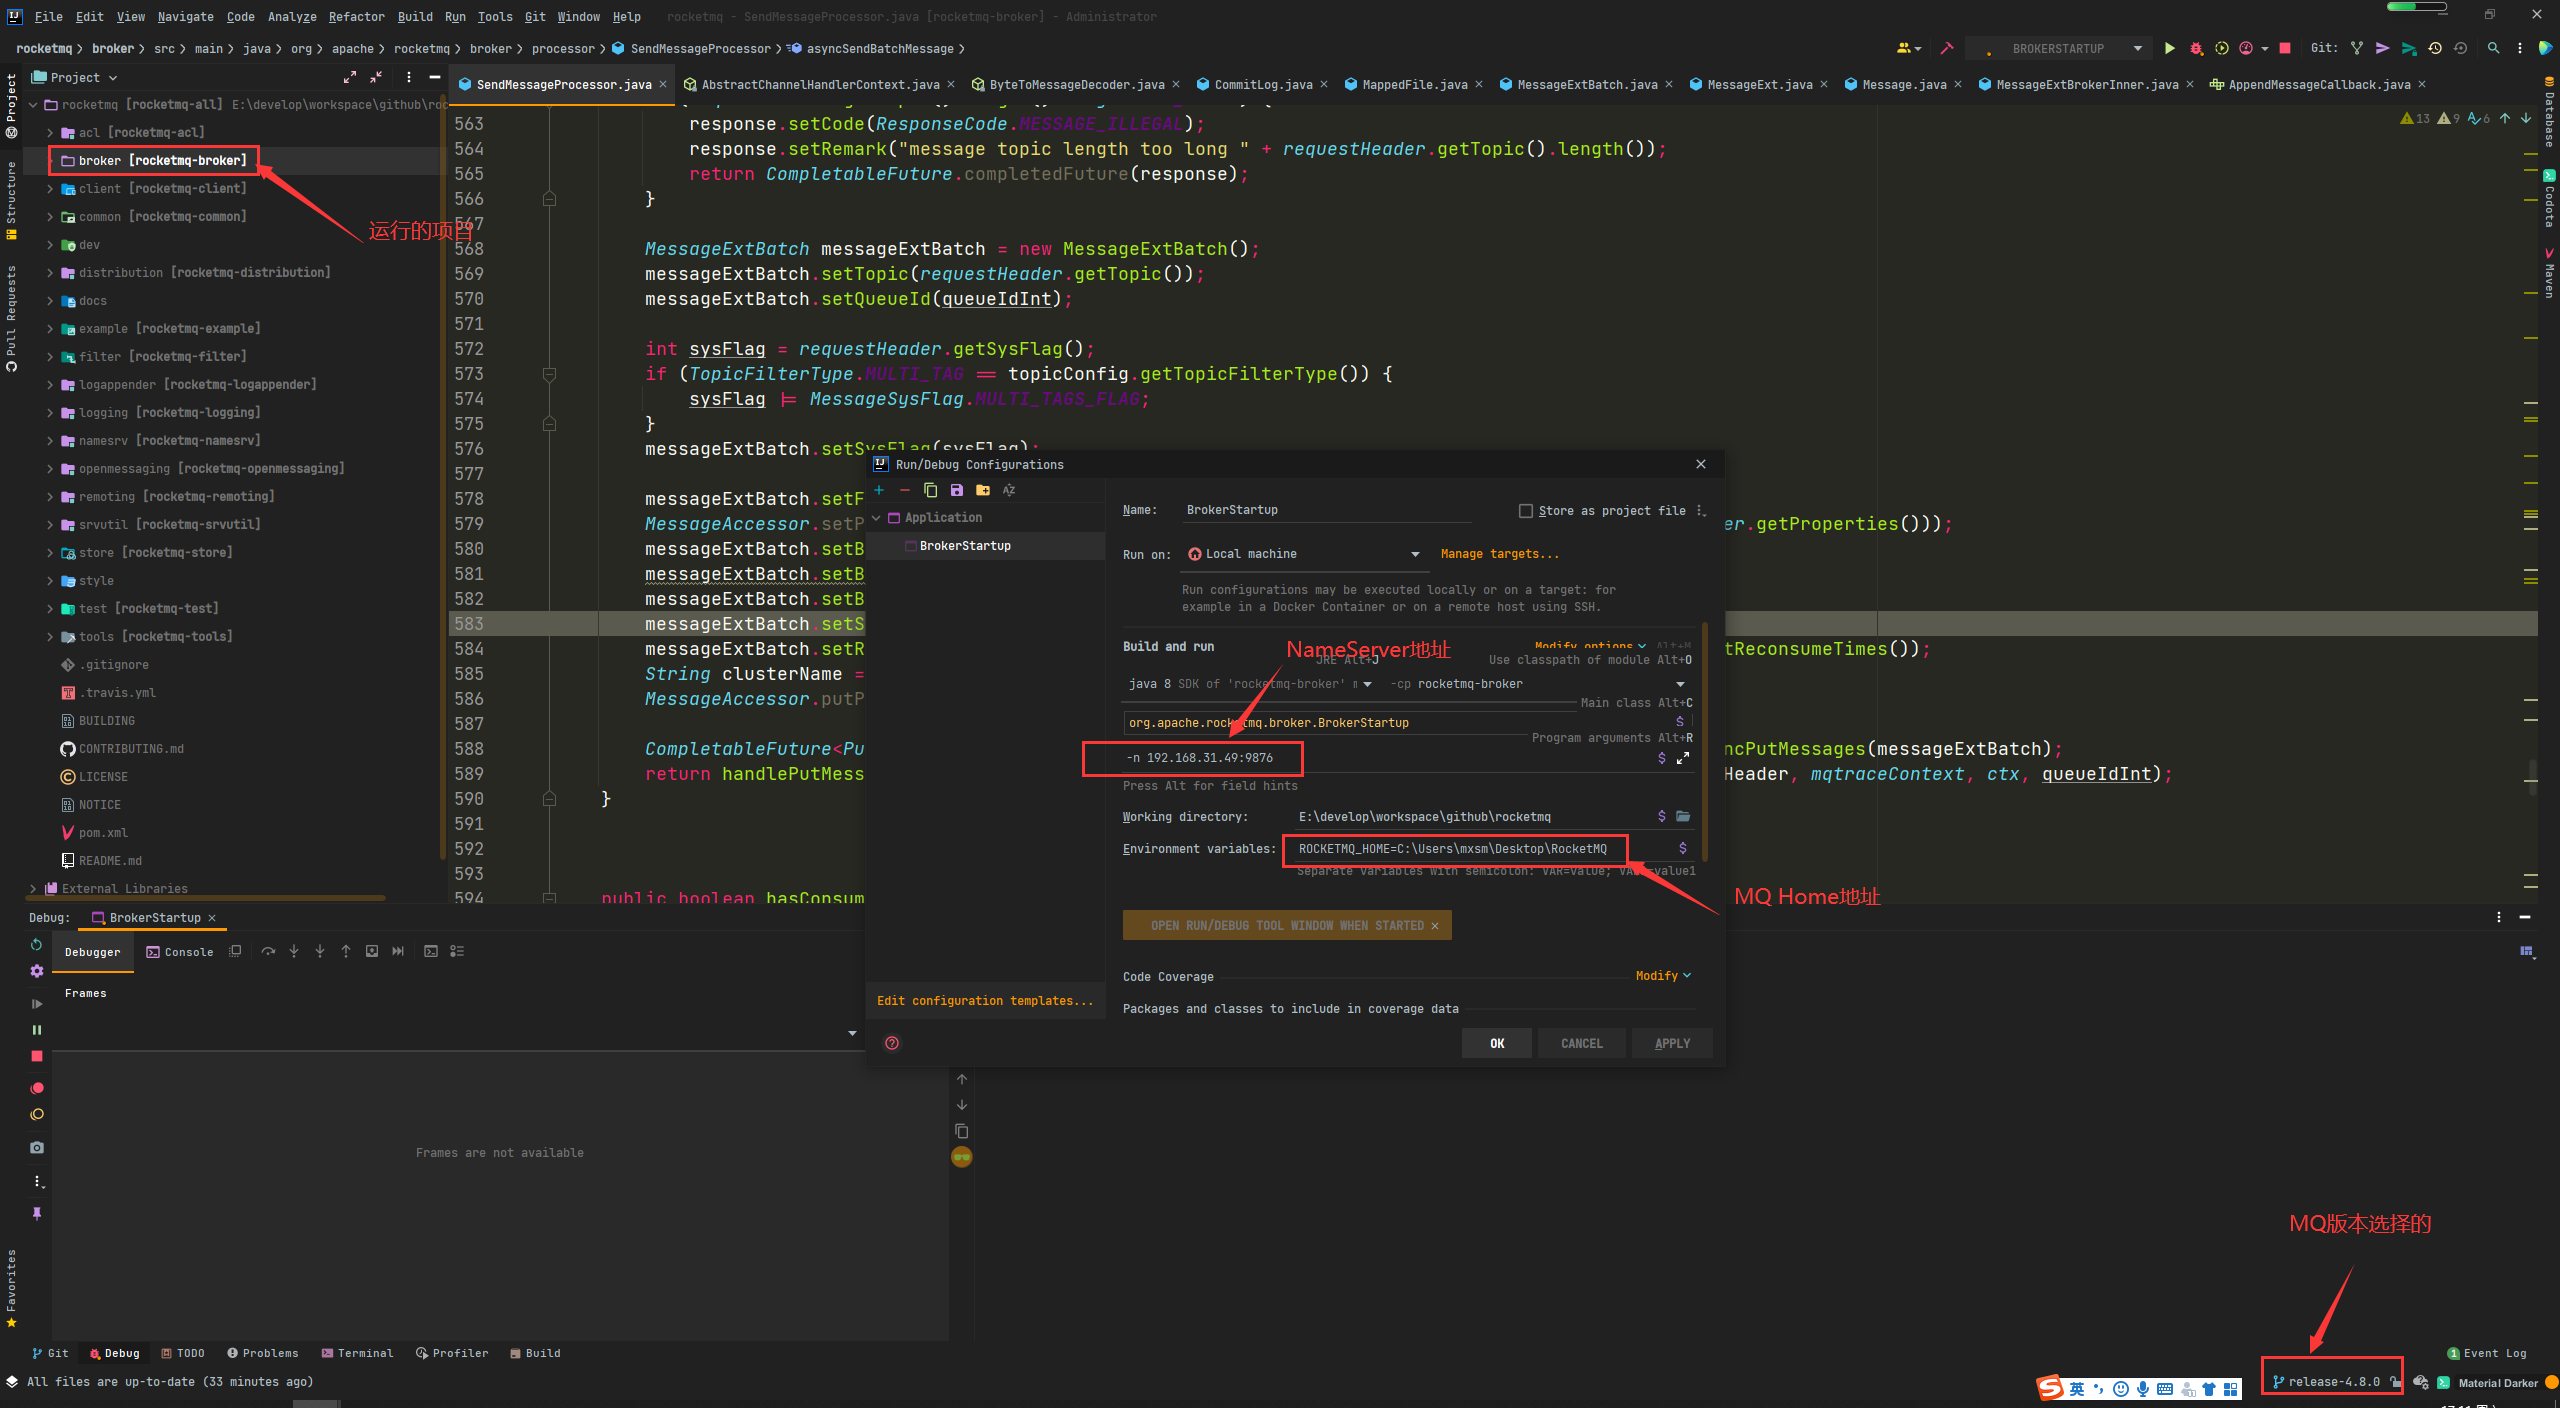 File Edit View Navigate Code Analyze Refactor Build Run Tools Git Window Help rocketmq - SendMessageProcessor.java [rocketmq-broker] - Administrator
rocketmq broker src main java org apache rocketmq broker processor SendMessageProcessor asyncSendBatchMessage
BROKERSTARTUP Git:
Project
SendMessageProcessor.java AbstractChannelHandlerContext.java ByteToMessageDecoder.java CommitLog.java MappedFile.java MessageExtBatch.java MessageExt.java Message.java MessageExtBrokerInner.java AppendMessageCallback.java
Project
Structure
Pull Requests
Favorites
Database
Codota
Maven
rocketmq [rocketmq-all] E:\develop\workspace\github\roc
acl [rocketmq-acl]
broker [rocketmq-broker]
运行的项目
client [rocketmq-client]
common [rocketmq-common]
dev
distribution [rocketmq-distribution]
docs
example [rocketmq-example]
filter [rocketmq-filter]
logappender [rocketmq-logappender]
logging [rocketmq-logging]
namesrv [rocketmq-namesrv]
openmessaging [rocketmq-openmessaging]
remoting [rocketmq-remoting]
srvutil [rocketmq-srvutil]
store [rocketmq-store]
style
test [rocketmq-test]
tools [rocketmq-tools]
.gitignore
.travis.yml
BUILDING
CONTRIBUTING.md
LICENSE
NOTICE
pom.xml
README.md
External Libraries
13 9 6
563 response.setCode(ResponseCode.MESSAGE_ILLEGAL);
564 response.setRemark("message topic length too long " + requestHeader.getTopic().length());
565 return CompletableFuture.completedFuture(response);
566 }
567
568 MessageExtBatch messageExtBatch = new MessageExtBatch();
569 messageExtBatch.setTopic(requestHeader.getTopic());
570 messageExtBatch.setQueueId(queueIdInt);
571
572 int sysFlag = requestHeader.getSysFlag();
573 if (TopicFilterType.MULTI_TAG == topicConfig.getTopicFilterType()) {
574 sysFlag |= MessageSysFlag.MULTI_TAGS_FLAG;
575 }
576 messageExtBatch.setSysFlag(sysFlag);
577
578 messageExtBatch.setF
579 MessageAccessor.setP er.getProperties()));
580 messageExtBatch.setB
581 messageExtBatch.setB
582 messageExtBatch.setB
583 messageExtBatch.setS
584 messageExtBatch.setR tReconsumeTimes());
585 String clusterName =
586 MessageAccessor.putP
587
588 CompletableFuture<Pu ncPutMessages(messageExtBatch);
589 return handlePutMess Header, mqtraceContext, ctx, queueIdInt);
590 }
591
592
593
594 public boolean hasConsum
Run/Debug Configurations
Application
BrokerStartup
Edit configuration templates...
Name: BrokerStartup Store as project file
Run on: Local machine Manage targets...
Run configurations may be executed locally or on a target: for
example in a Docker Container or on a remote host using SSH.
Build and run Modify options Alt+M
NameServer地址
JRE Alt+J Use classpath of module Alt+O
java 8 SDK of 'rocketmq-broker' m -cp rocketmq-broker
Main class Alt+C
org.apache.rocketmq.broker.BrokerStartup
Program arguments Alt+R
-n 192.168.31.49:9876
Press Alt for field hints
Working directory: E:\develop\workspace\github\rocketmq
Environment variables: ROCKETMQ_HOME=C:\Users\mxsm\Desktop\RocketMQ
Separate variables with semicolon: VAR=value; VAR1=value1
MQ Home地址
OPEN RUN/DEBUG TOOL WINDOW WHEN STARTED
Code Coverage Modify
Packages and classes to include in coverage data
OK CANCEL APPLY
Debug: BrokerStartup
Debugger Console
Frames
Frames are not available
MQ版本选择的
Git Debug TODO Problems Terminal Profiler Build 1 Event Log
All files are up-to-date (33 minutes ago) 英 release-4.8.0 Material Darker